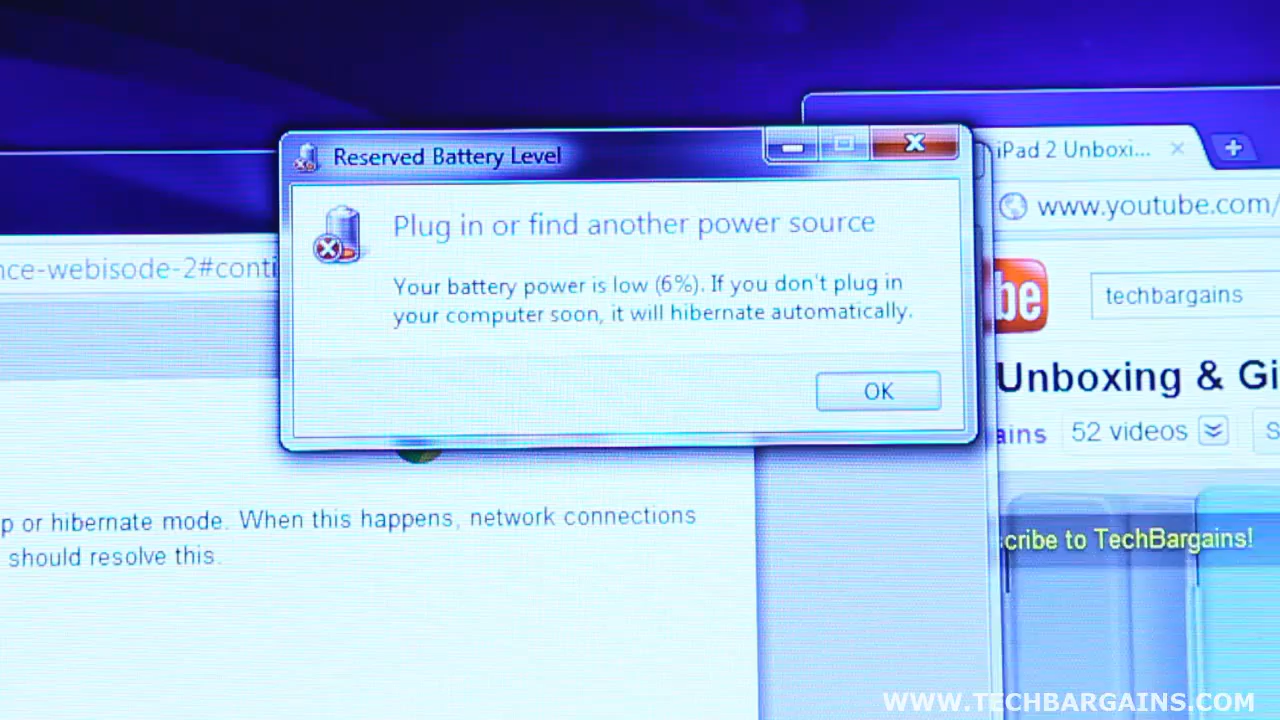 Reserved Battery Level
Plug in or find another power source
Your battery power is low (6%). If you don't plug in
your computer soon, it will hibernate automatically.
OK
nce-webisode-2#conti
p or hibernate mode. When this happens, network connections
should resolve this.
iPad 2 Unboxi...
www.youtube.com/
be
techbargains
Unboxing & Gi
ains
52 videos
S
cribe to TechBargains!
WWW.TECHBARGAINS.COM